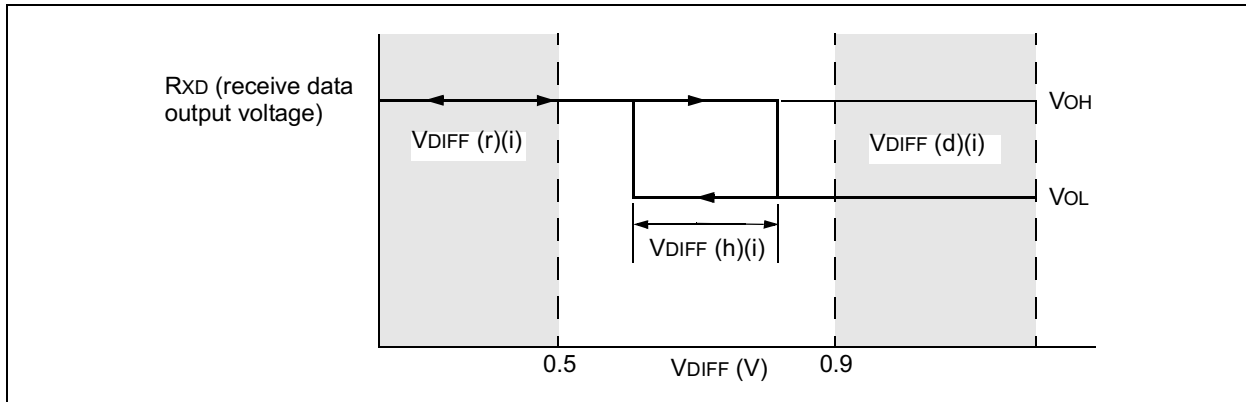 RXD (receive data
output voltage)
VOH
VDIFF (r)(i)
VDIFF (d)(i)
VOL
VDIFF (h)(i)
0.5
VDIFF (V)
0.9